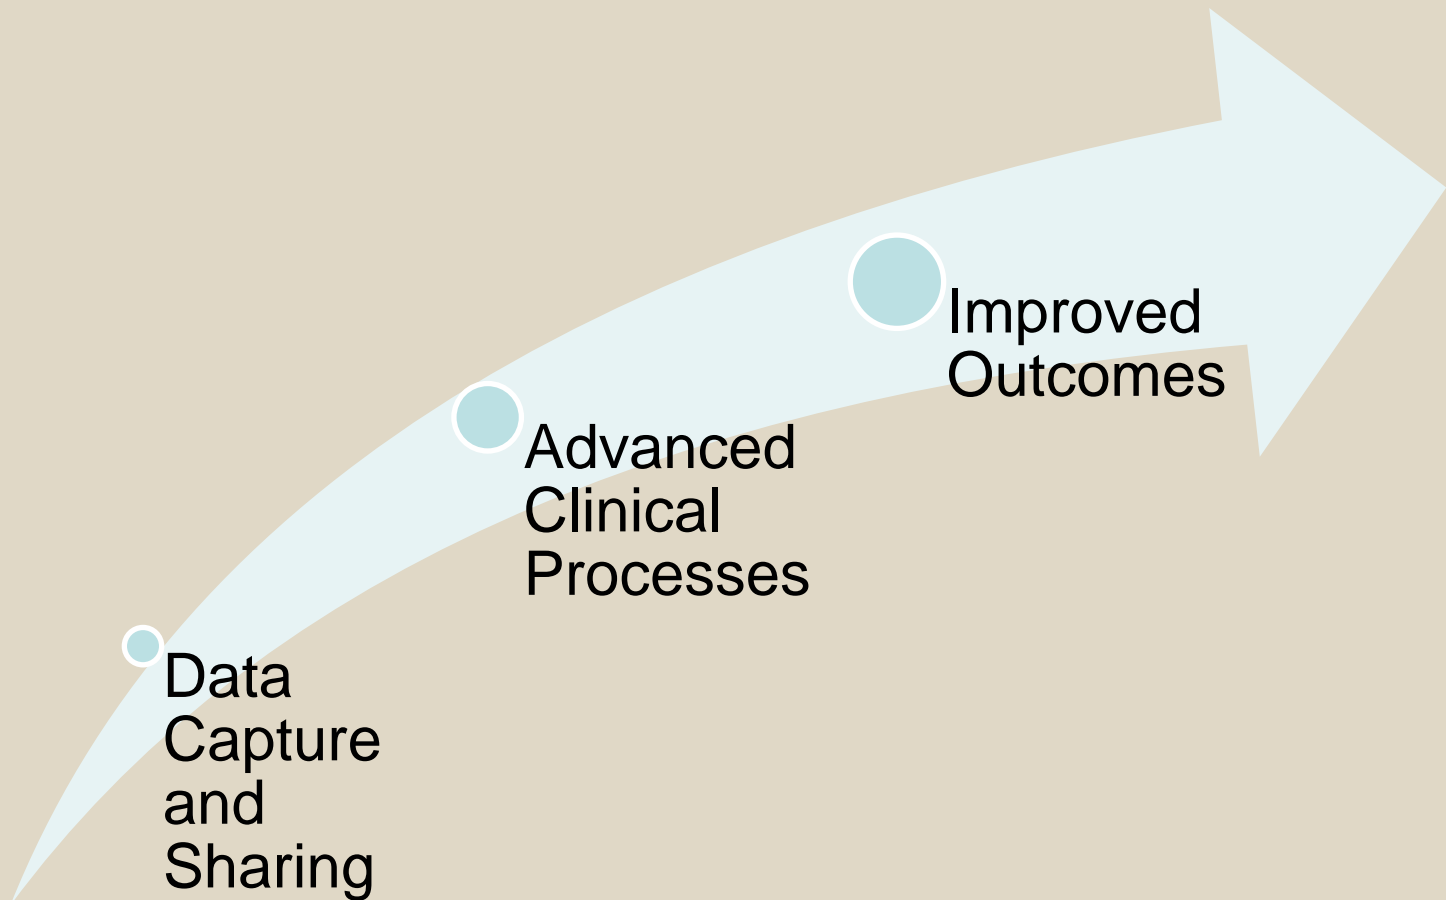 Improved
Outcomes
Advanced
Clinical
Processes
Data
Capture
and
Sharing